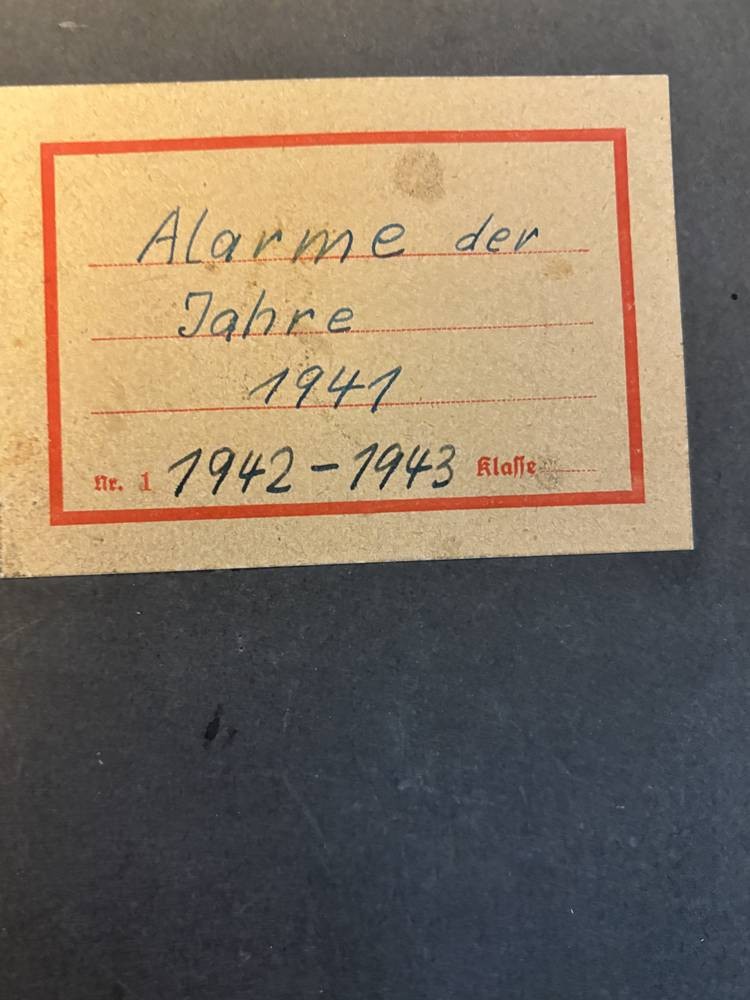 Alarme der
Jahre
1941
Nr. 1 1942-1943 Klaſſe